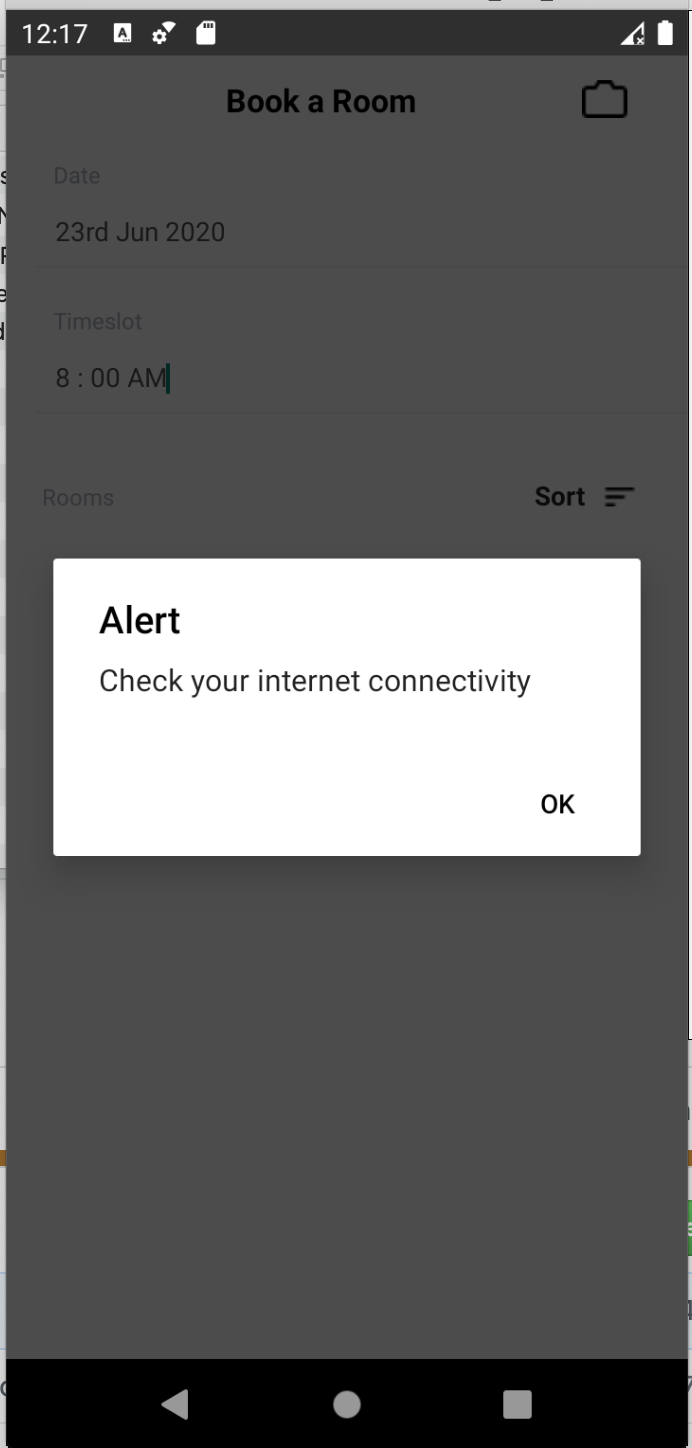 12:17
Book a Room
Date
23rd Jun 2020
Timeslot
8 : 00 AM
Rooms
Sort
Alert
Check your internet connectivity
OK